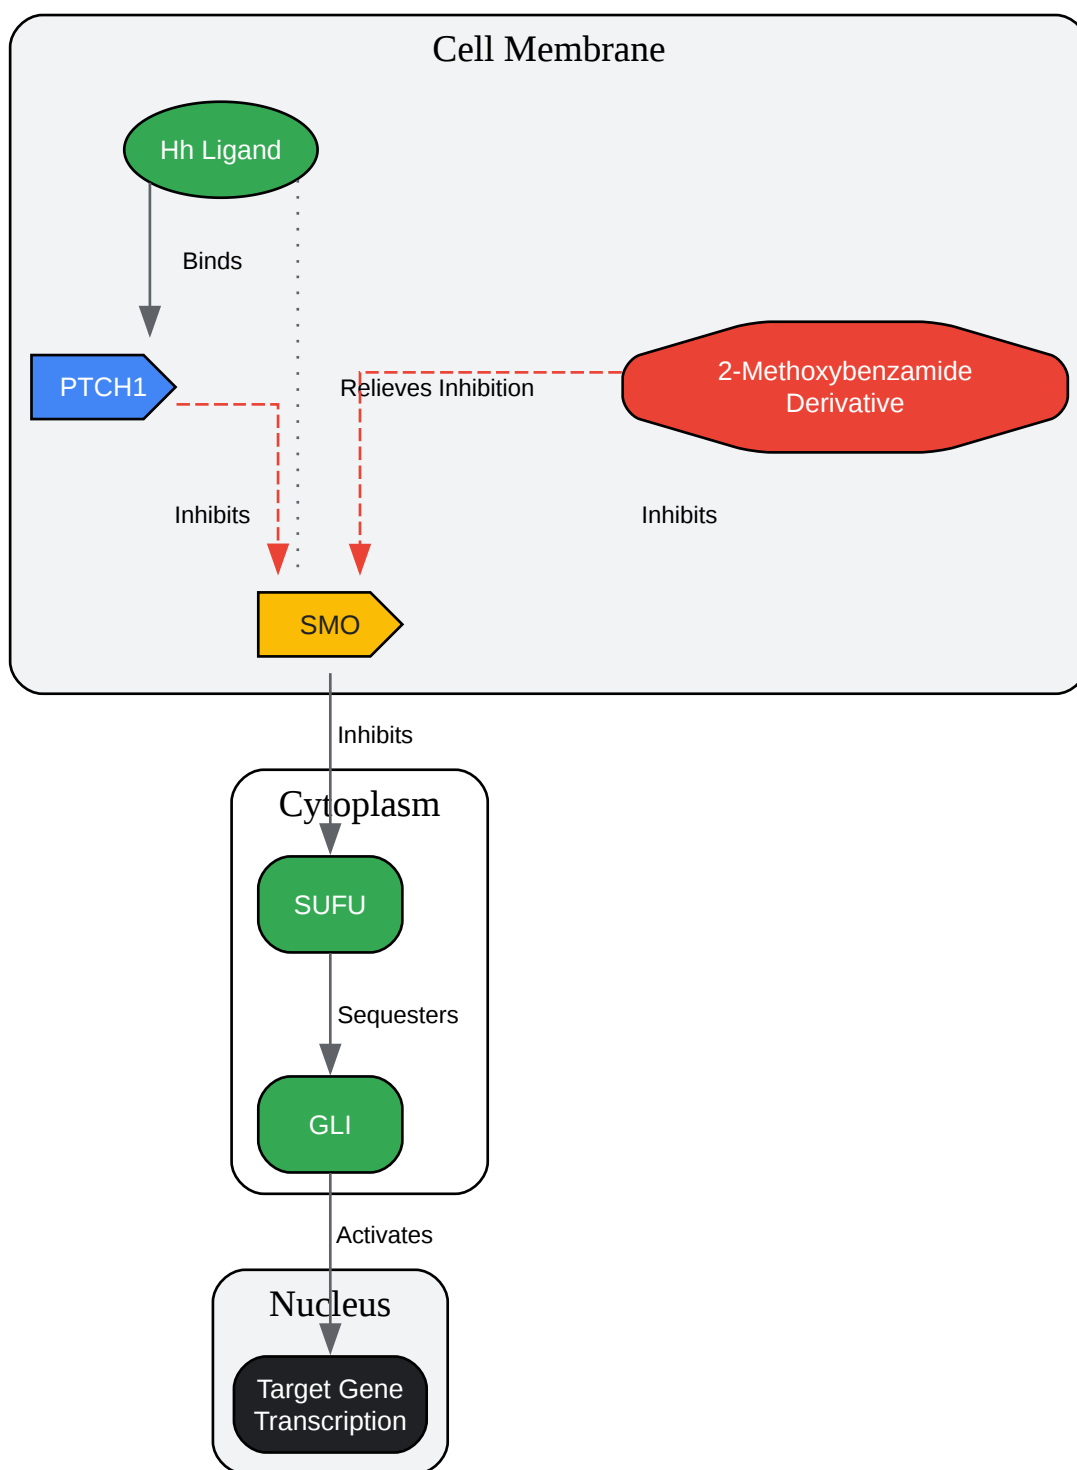 Cell Membrane
Hh Ligand
Binds
PTCH1
Relieves Inhibition
2-Methoxybenzamide
Derivative
Inhibits
Inhibits
SMO
Inhibits
Cytoplasm
SUFU
Sequesters
GLI
Activates
Nucleus
Target Gene
Transcription